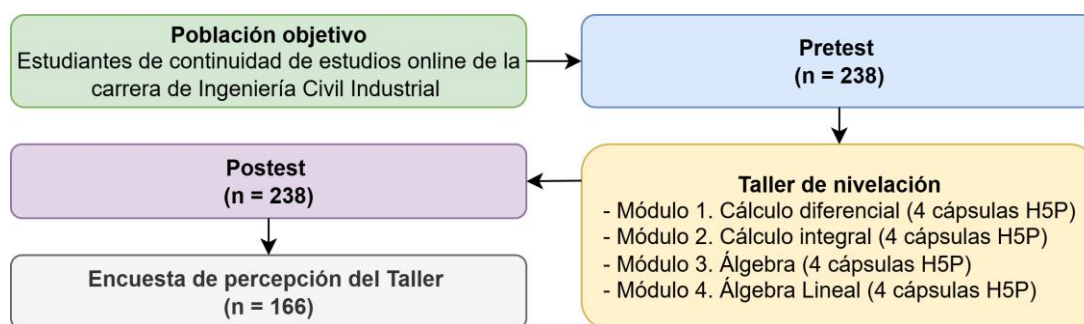 Población objetivo
Estudiantes de continuidad de estudios online de la
carrera de Ingeniería Civil Industrial
Pretest
(n = 238)
Taller de nivelación
- Módulo 1. Cálculo diferencial (4 cápsulas H5P)
- Módulo 2. Cálculo integral (4 cápsulas H5P)
- Módulo 3. Álgebra (4 cápsulas H5P)
- Módulo 4. Álgebra Lineal (4 cápsulas H5P)
Postest
(n = 238)
Encuesta de percepción del Taller
(n = 166)